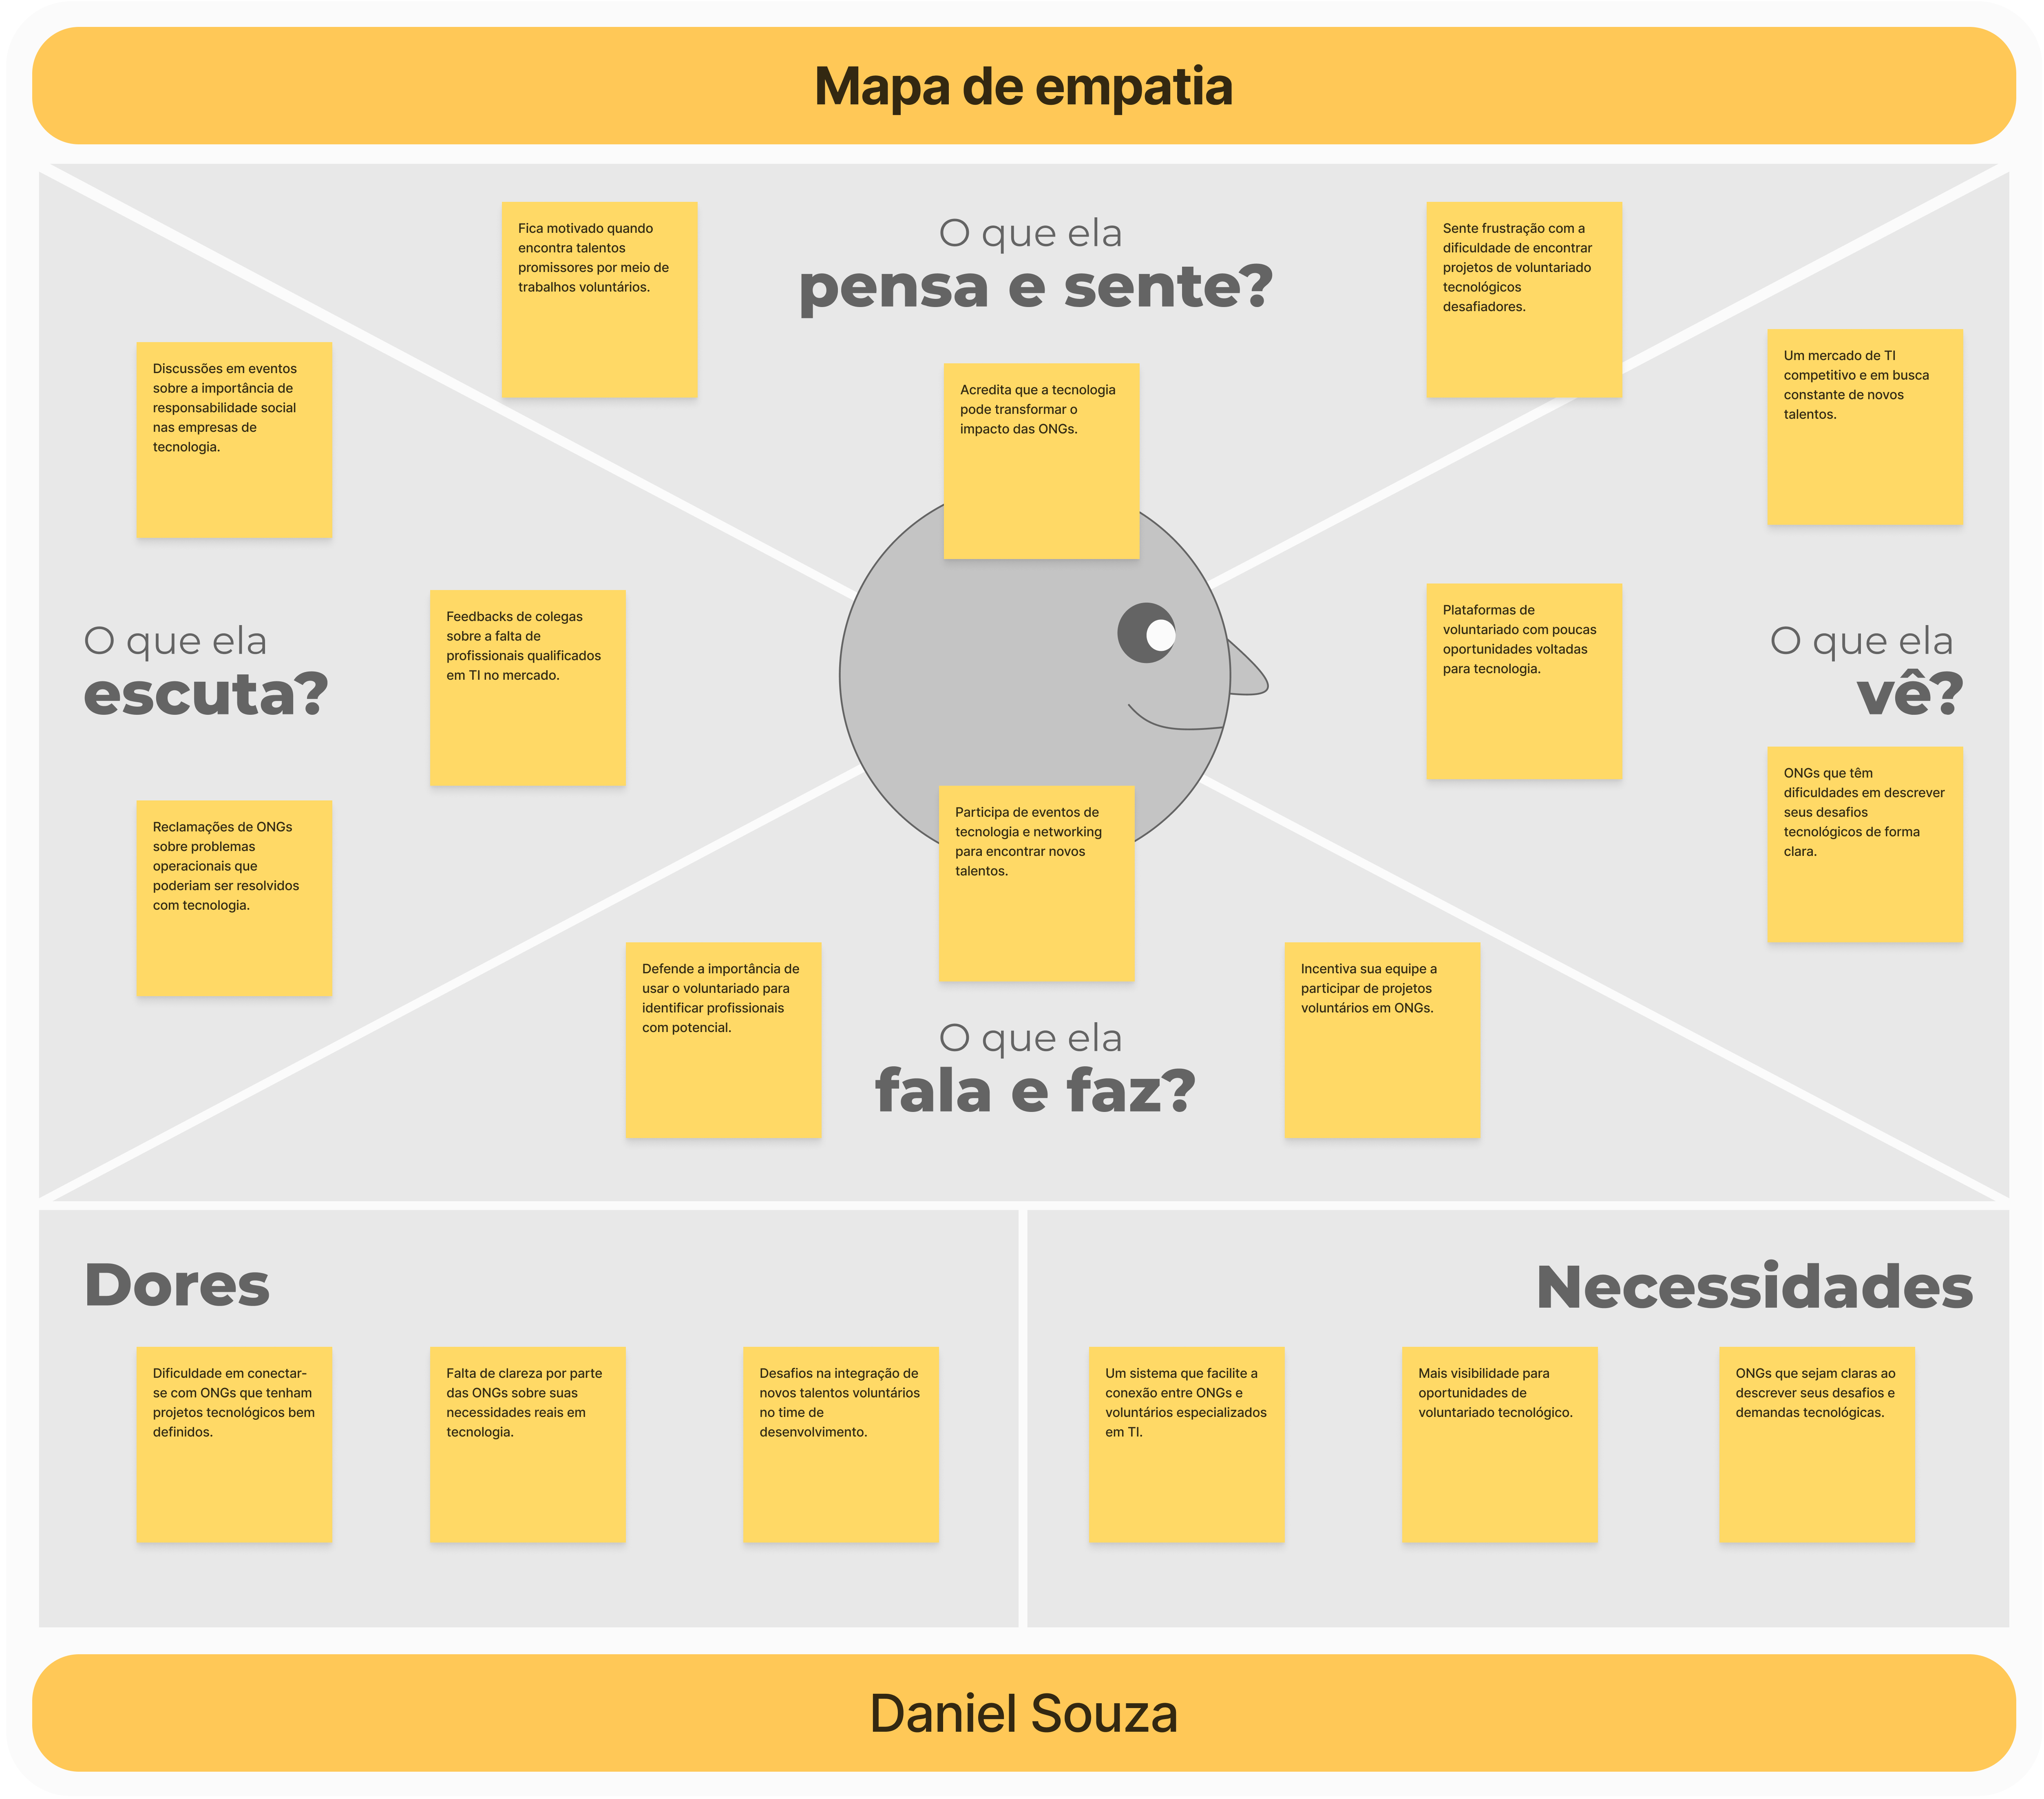 Mapa de empatia
O que ela
pensa e sente?
Fica motivado quando
encontra talentos
promissores por meio de
trabalhos voluntários.
Acredita que a tecnologia
pode transformar o
impacto das ONGs.
Sente frustração com a
dificuldade de encontrar
projetos de voluntariado
tecnológicos
desafiadores.
O que ela
escuta?
Discussões em eventos
sobre a importância de
responsabilidade social
nas empresas de
tecnologia.
Feedbacks de colegas
sobre a falta de
profissionais qualificados
em TI no mercado.
Reclamações de ONGs
sobre problemas
operacionais que
poderiam ser resolvidos
com tecnologia.
O que ela
vê?
Um mercado de TI
competitivo e em busca
constante de novos
talentos.
Plataformas de
voluntariado com poucas
oportunidades voltadas
para tecnologia.
ONGs que têm
dificuldades em descrever
seus desafios
tecnológicos de forma
clara.
O que ela
fala e faz?
Participa de eventos de
tecnologia e networking
para encontrar novos
talentos.
Defende a importância de
usar o voluntariado para
identificar profissionais
com potencial.
Incentiva sua equipe a
participar de projetos
voluntários em ONGs.
Dores
Dificuldade em conectar-
se com ONGs que tenham
projetos tecnológicos bem
definidos.
Falta de clareza por parte
das ONGs sobre suas
necessidades reais em
tecnologia.
Desafios na integração de
novos talentos voluntários
no time de
desenvolvimento.
Necessidades
Um sistema que facilite a
conexão entre ONGs e
voluntários especializados
em TI.
Mais visibilidade para
oportunidades de
voluntariado tecnológico.
ONGs que sejam claras ao
descrever seus desafios e
demandas tecnológicas.
Daniel Souza